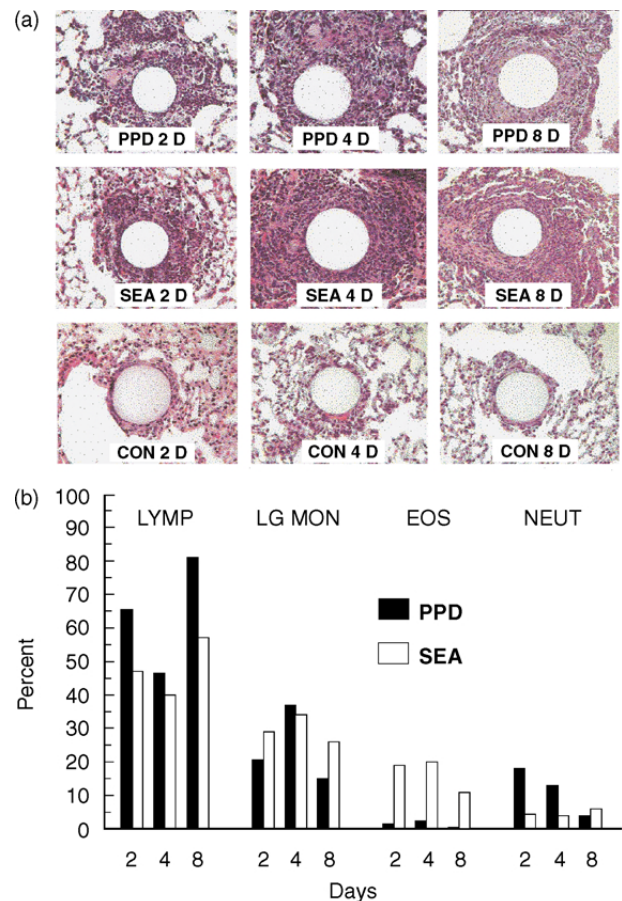 (a)
PPD 2 D PPD 4 D PPD 8 D
SEA 2 D SEA 4 D SEA 8 D
CON 2 D CON 4 D CON 8 D
(b)
100
90
80
70
60
50
40
30
20
10
0
Percent
LYMP LG MON EOS NEUT
PPD
SEA
2 4 8 2 4 8 2 4 8 2 4 8
Days